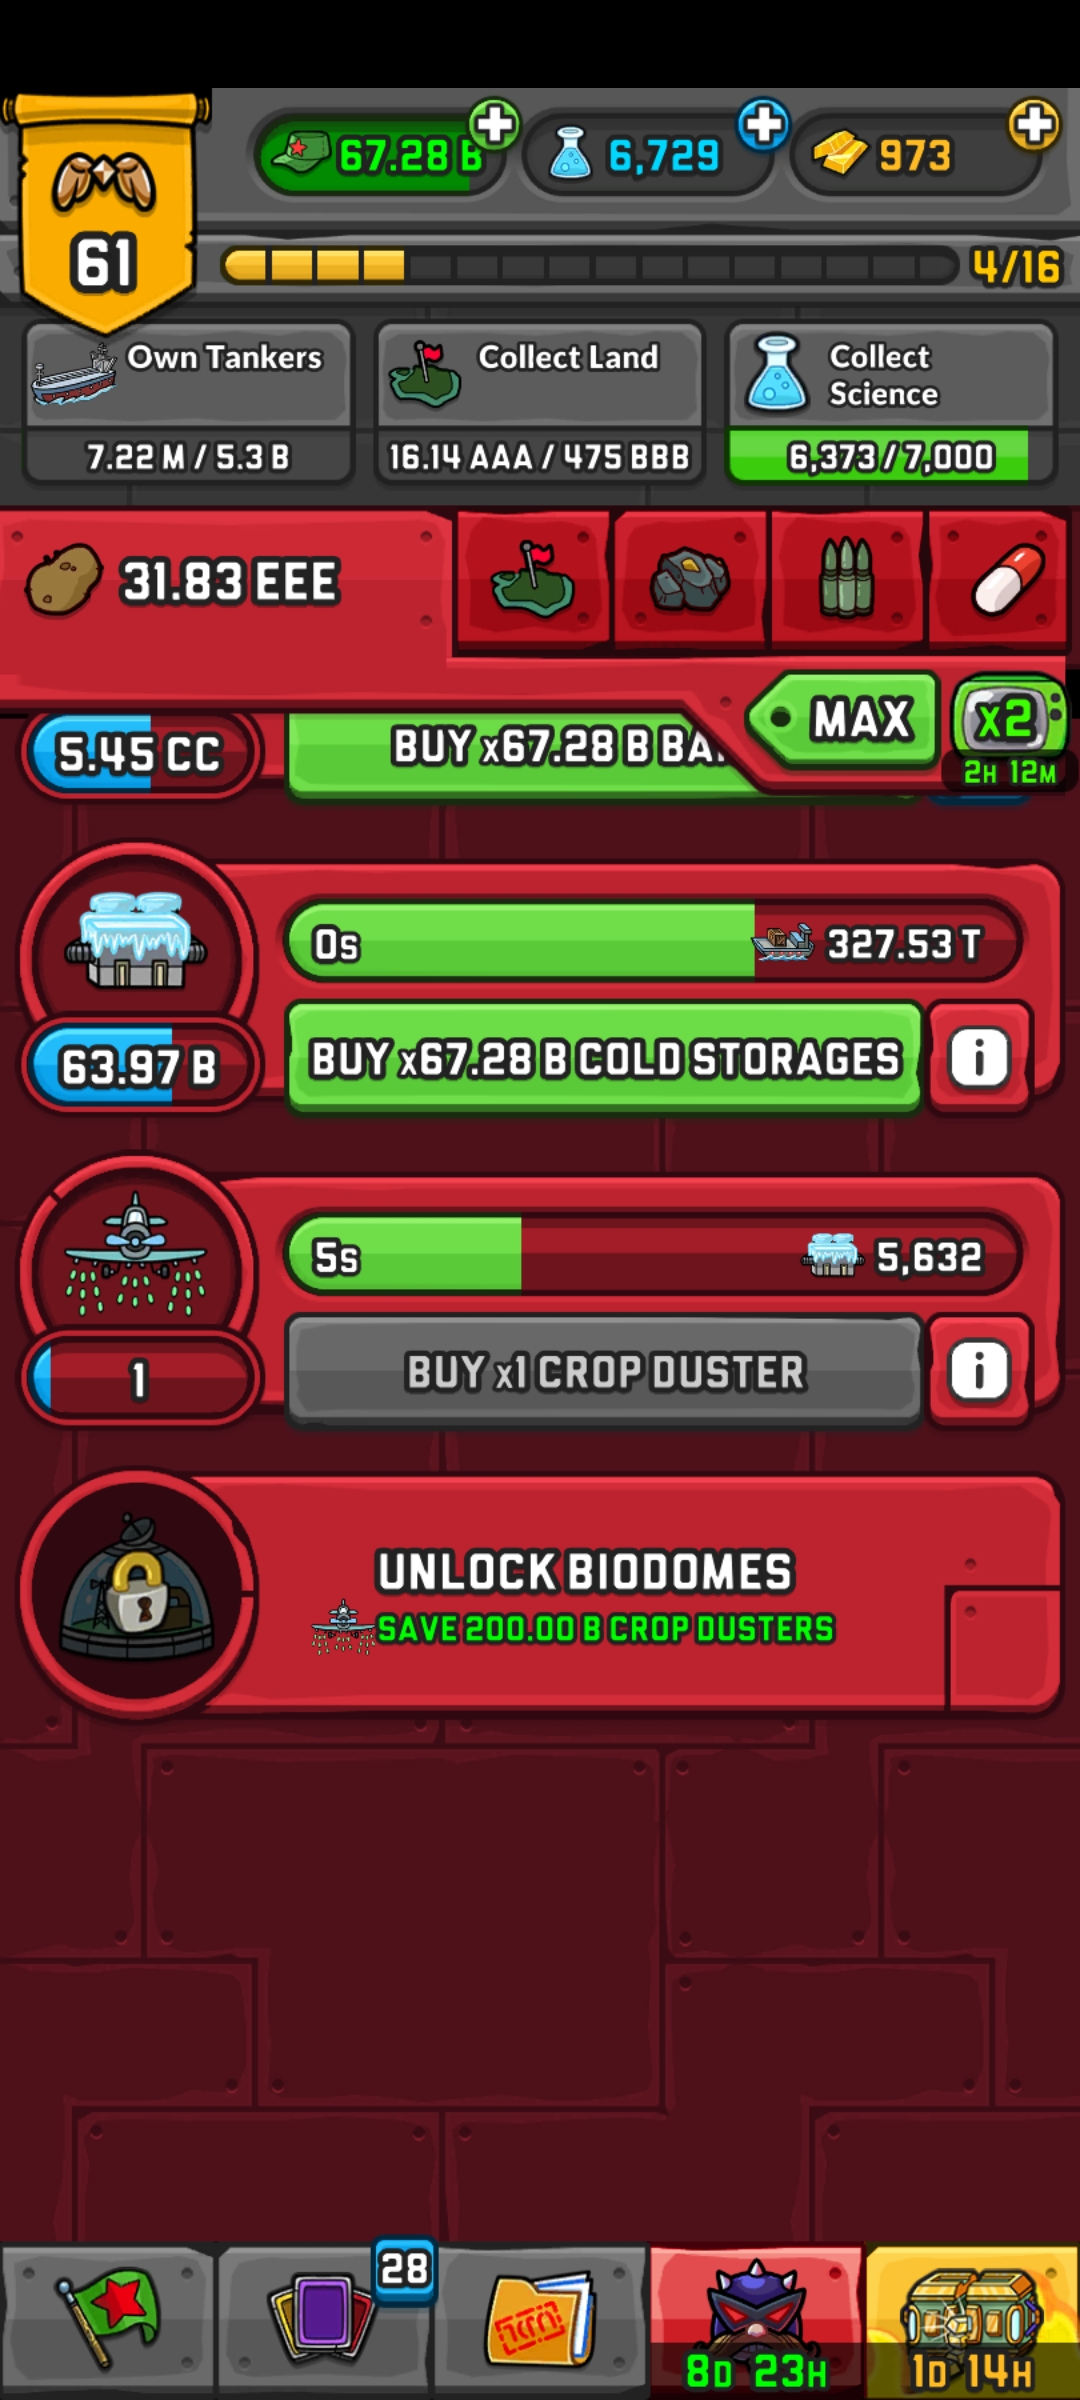 67.28 B
6,729
973
61
4/16
Own Tankers
7.22 M / 5.3 B
Collect Land
16.14 AAA / 475 BBB
Collect
Science
6,373 / 7,000
31.83 EEE
MAX
x2
2H 12M
5.45 CC
BUY x67.28 B
0s
327.53 T
63.97 B
BUY x67.28 B COLD STORAGES
i
5s
5,632
1
BUY x1 CROP DUSTER
i
UNLOCK BIODOMES
SAVE 200.00 B CROP DUSTERS
28
8D 23H
1D 14H